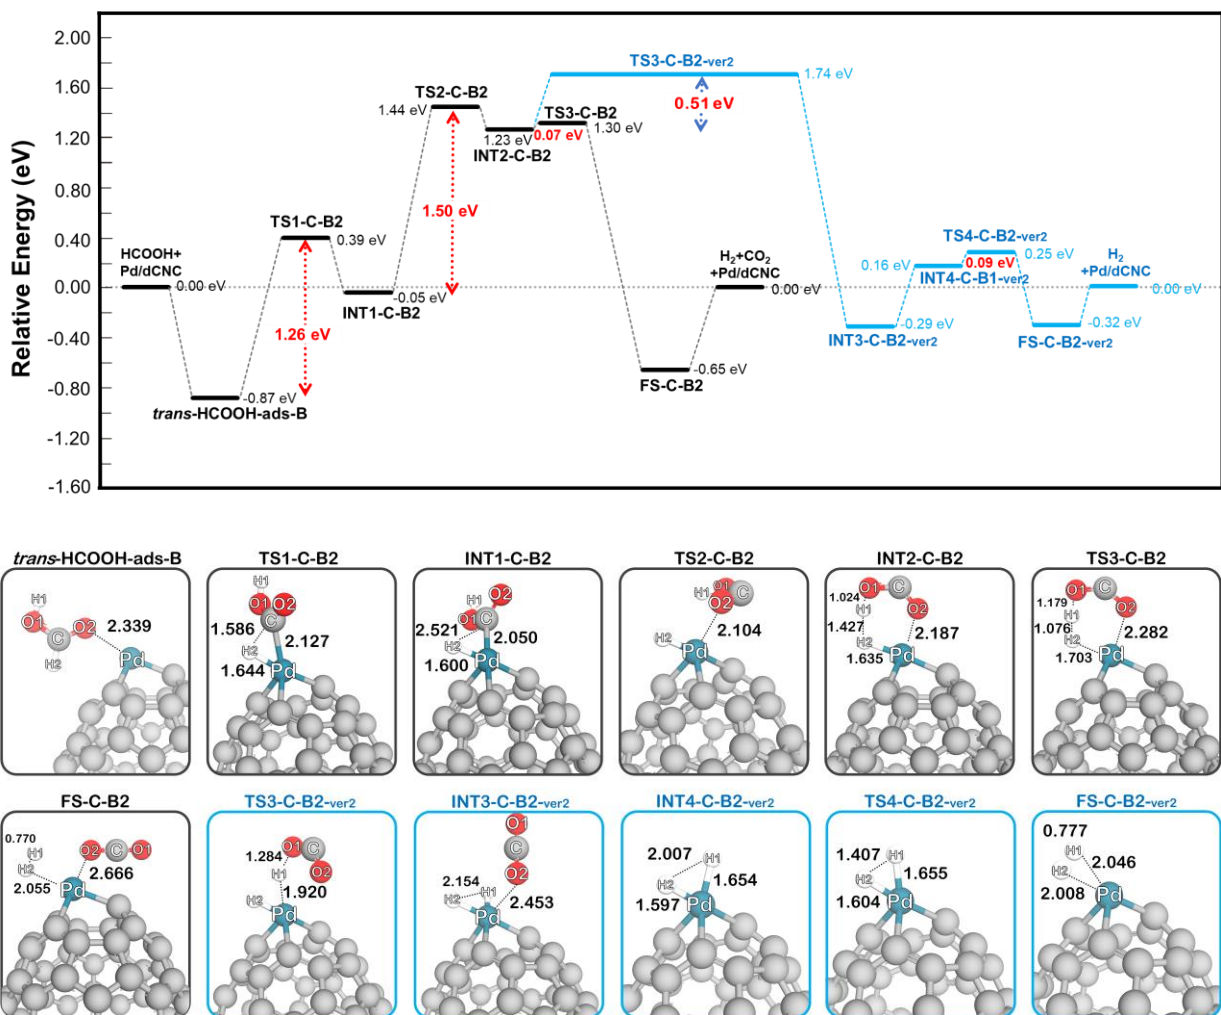 Relative Energy (eV)
2.00
1.60
1.20
0.80
0.40
0.00
-0.40
-0.80
-1.20
-1.60
HCOOH+
Pd/dCNC
0.00 eV
trans-HCOOH-ads-B
-0.87 eV
1.26 eV
TS1-C-B2
0.39 eV
INT1-C-B2
-0.05 eV
1.50 eV
TS2-C-B2
1.44 eV
1.23 eV
INT2-C-B2
0.07 eV
TS3-C-B2
1.30 eV
TS3-C-B2-ver2
1.74 eV
0.51 eV
FS-C-B2
-0.65 eV
H2+CO2
+Pd/dCNC
0.00 eV
INT3-C-B2-ver2
-0.29 eV
0.16 eV
INT4-C-B1-ver2
TS4-C-B2-ver2
0.09 eV
0.25 eV
FS-C-B2-ver2
-0.32 eV
H2
+Pd/dCNC
0.00 eV
trans-HCOOH-ads-B
H1
O1
C
O2
H2
2.339
Pd
TS1-C-B2
H1
O1
O2
C
1.586
H2
2.127
1.644
Pd
INT1-C-B2
O2
H1
O1
C
2.521
H2
2.050
1.600
Pd
TS2-C-B2
O1
H1
O2
C
H2
2.104
Pd
INT2-C-B2
O1
C
1.024
H1
O2
1.427
H2
2.187
1.635
Pd
TS3-C-B2
O1
C
1.179
H1
O2
1.076
H2
2.282
1.703
Pd
FS-C-B2
0.770
H1
H2
O2
C
O1
2.055
2.666
Pd
TS3-C-B2-ver2
O1
C
1.284
H1
O2
1.920
H2
Pd
INT3-C-B2-ver2
O1
C
O2
2.154
H1
H2
2.453
Pd
INT4-C-B2-ver2
2.007
H1
H2
1.654
1.597
Pd
TS4-C-B2-ver2
1.407
H1
H2
1.655
1.604
Pd
FS-C-B2-ver2
0.777
H1
H2
2.046
2.008
Pd